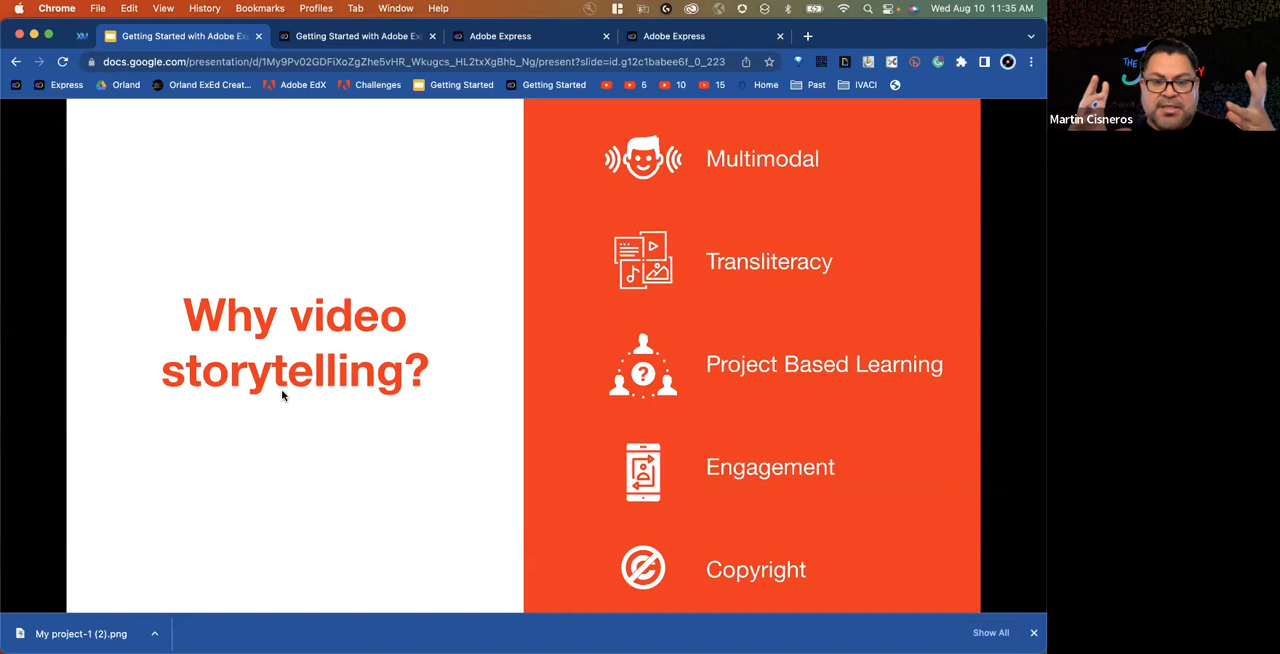 Chrome File Edit View History Bookmarks Profiles Tab Window Help Wed Aug 10 11:35 AM
XM Getting Started with Adobe Ex Getting Started with Adobe Ex Adobe Express Adobe Express
docs.google.com/presentation/d/1My9Pv02GDFiXoZgZhe5vHR_Wkugcs_HL2txXgBhb_Ng/present?slide=id.g12c1babee6f_0_223
Express Orland Orland ExEd Creat... Adobe EdX Challenges Getting Started Getting Started 5 10 15 Home Past IVACI
THE
Martin Cisneros
Why video
storytelling?
Multimodal
Transliteracy
?
Project Based Learning
Engagement
Copyright
My project-1 (2).png
Show All